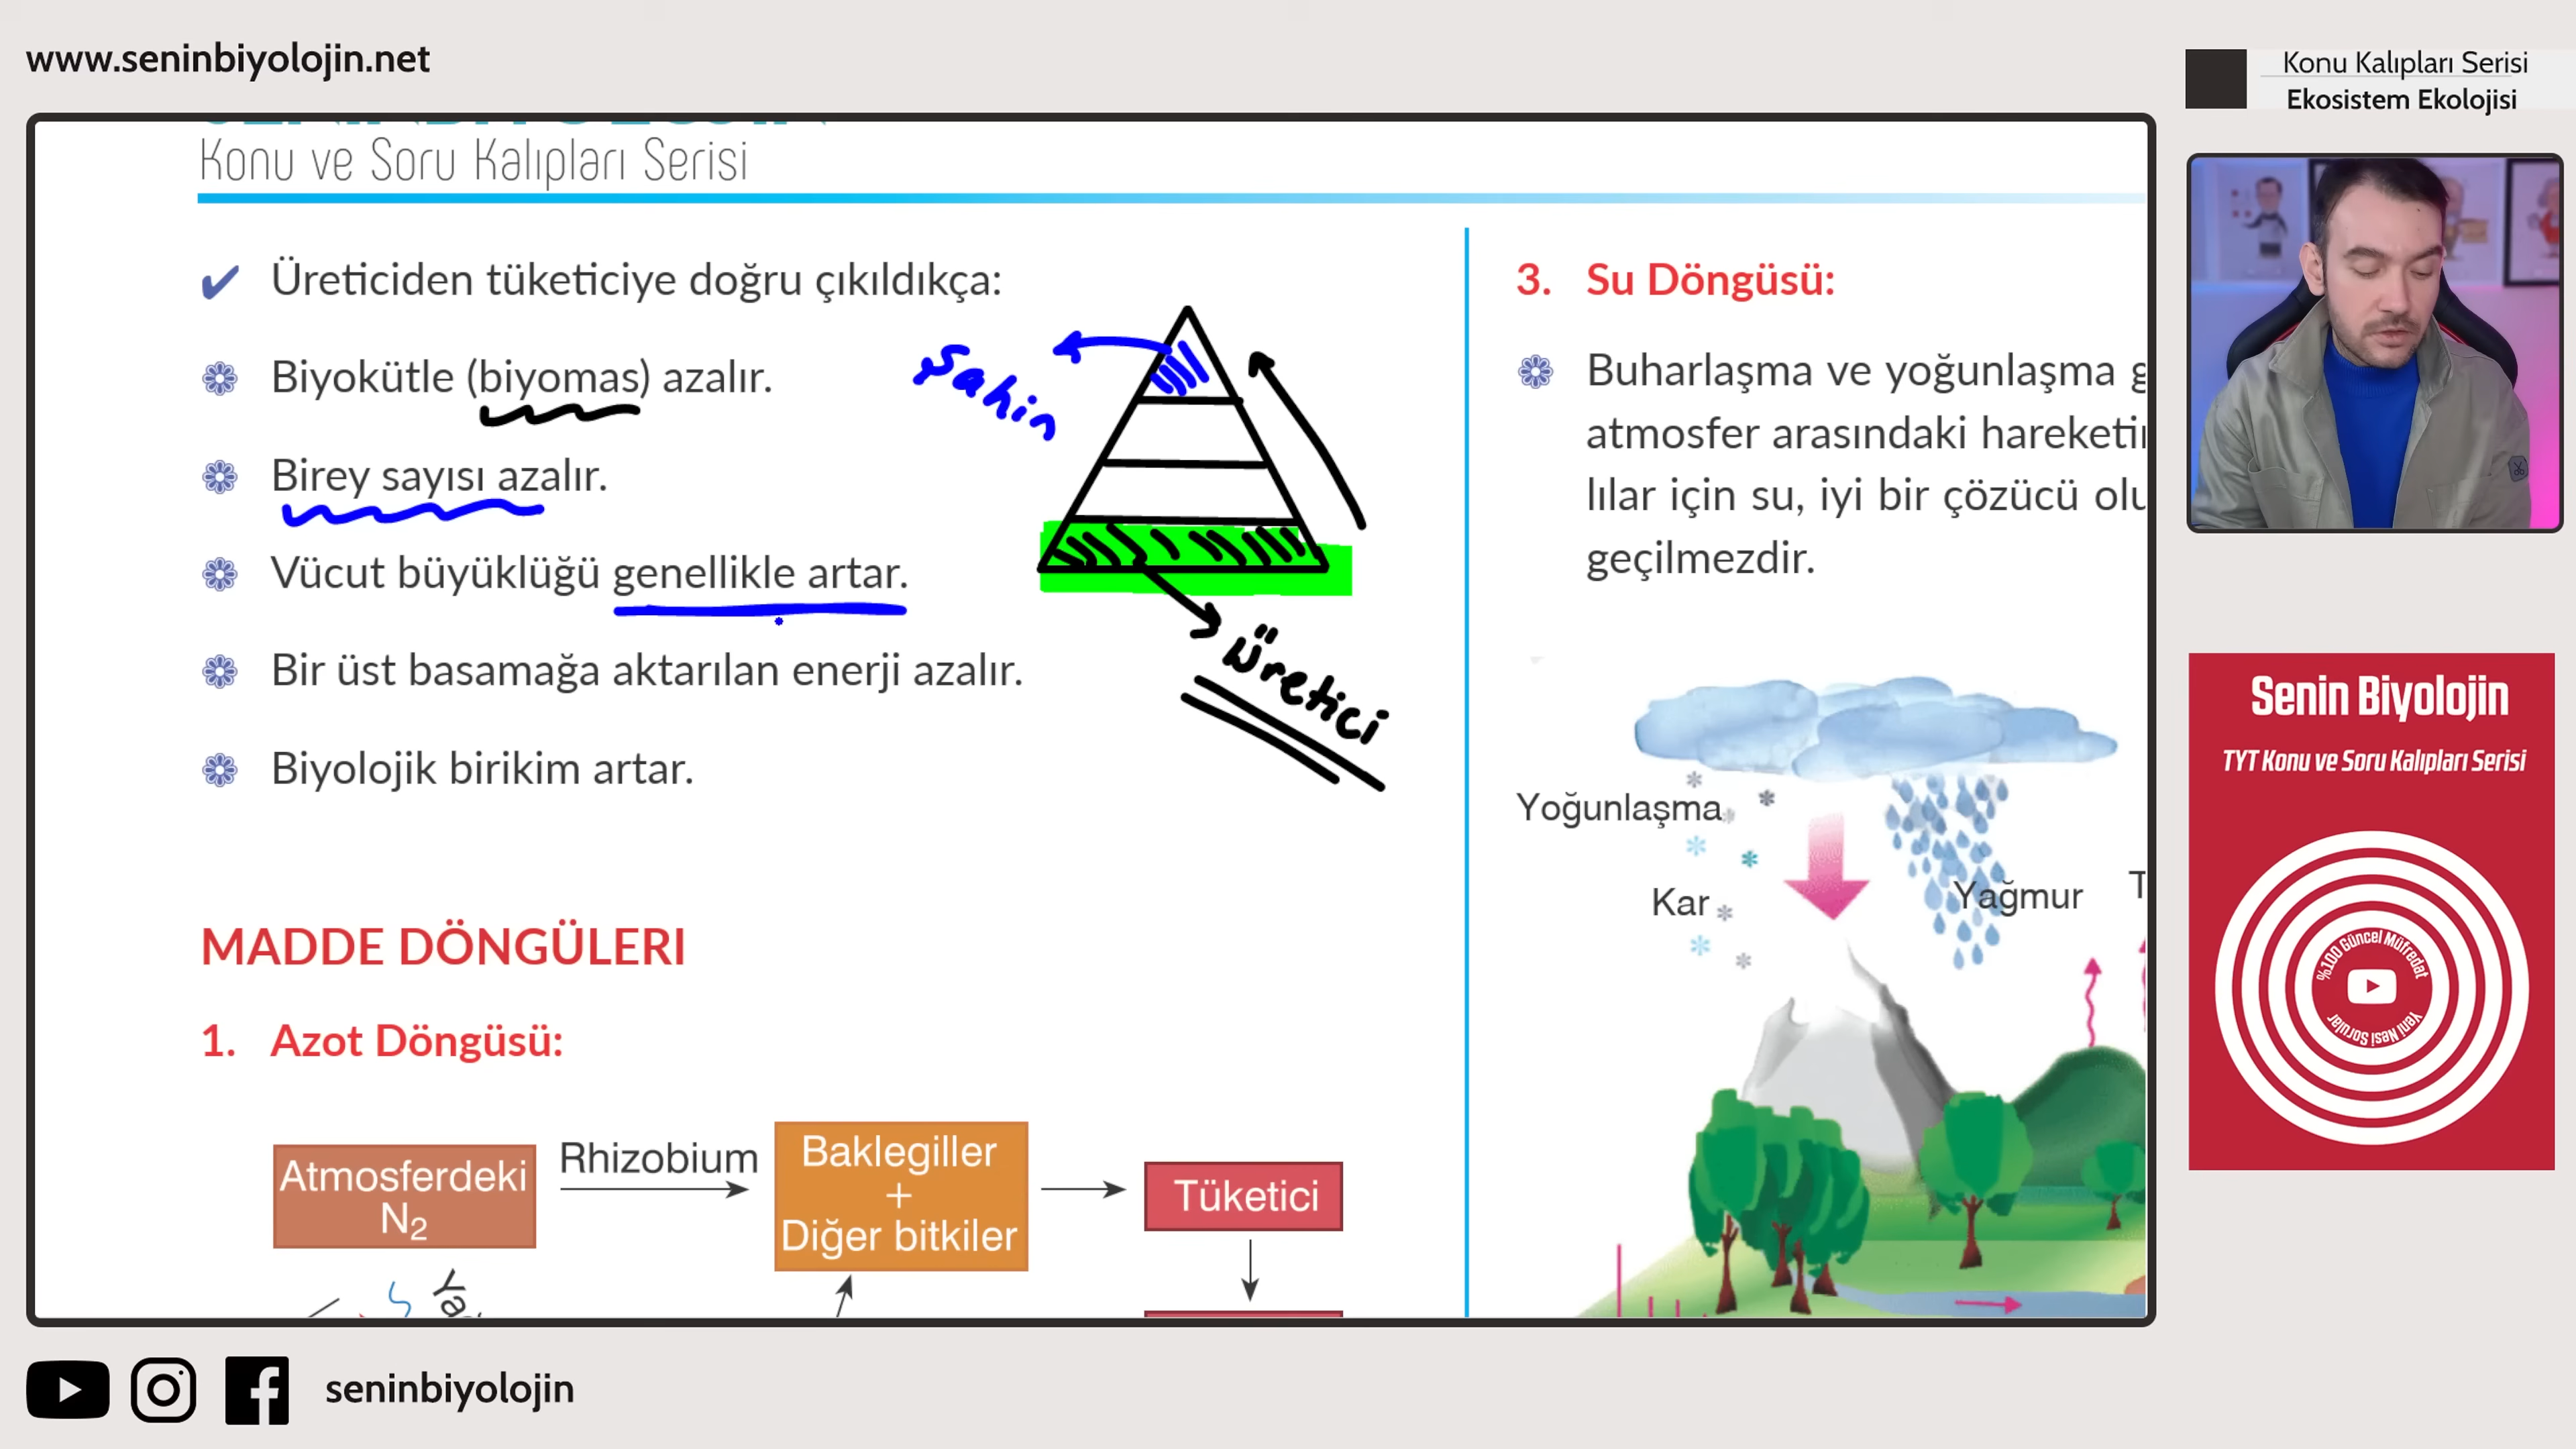 www.seninbiyolojin.net
Konu Kalıpları Serisi
Ekosistem Ekolojisi
Konu ve Soru Kalıpları Serisi
✔ Üreticiden tüketiciye doğru çıkıldıkça:
Biyokütle (biyomas) azalır.
Birey sayısı azalır.
Vücut büyüklüğü genellikle artar.
Bir üst basamağa aktarılan enerji azalır.
Biyolojik birikim artar.
Şahin
Üretici
MADDE DÖNGÜLERI
1. Azot Döngüsü:
Atmosferdeki
N₂
Rhizobium
Baklegiller
+
Diğer bitkiler
Tüketici
3. Su Döngüsü:
Buharlaşma ve yoğunlaşma
atmosfer arasındaki
lılar için su, iyi bir çözücü
geçilmezdir.
Yoğunlaşma
Kar
Yağmur
Senin Biyolojin
TYT Konu ve Soru Kalıpları Serisi
%100 Güncel Müfredat
Yeni Nesil Sorular
seninbiyolojin